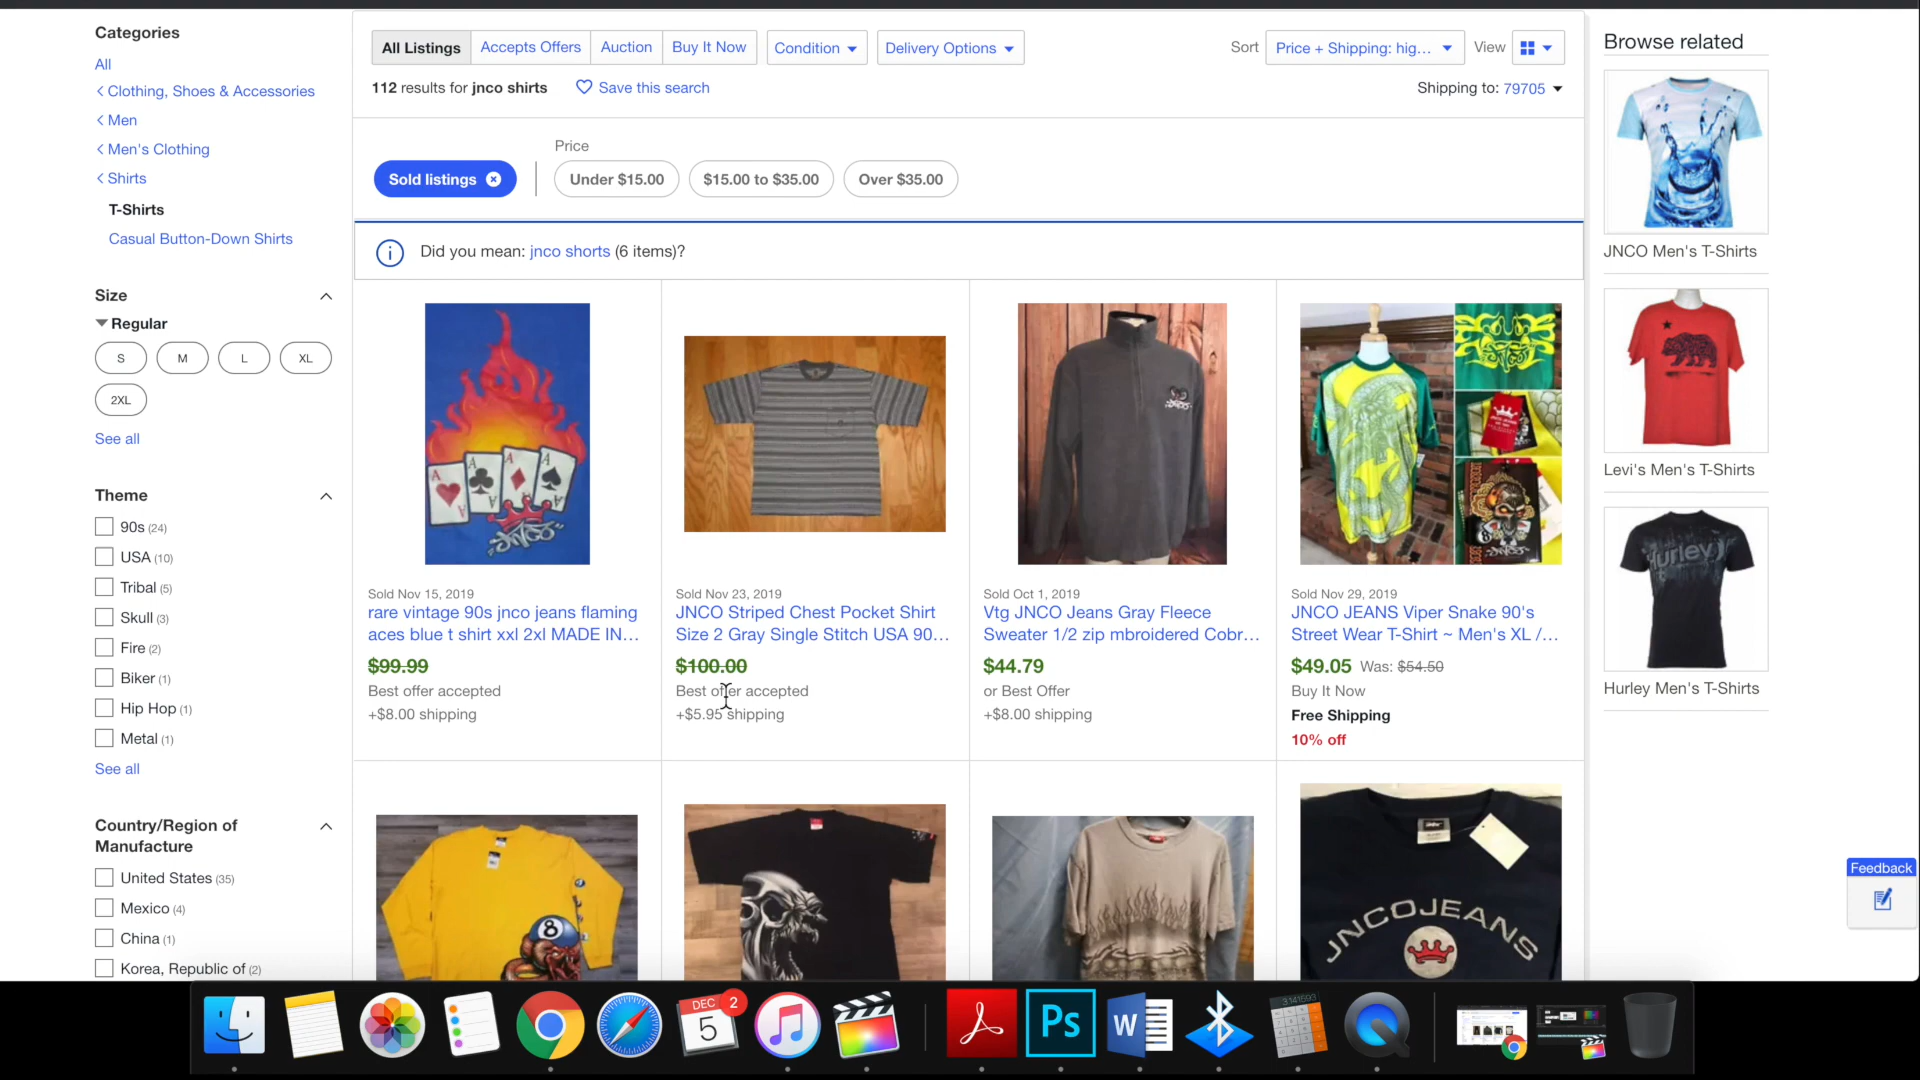 Categories
All
Clothing, Shoes & Accessories
Men
Men's Clothing
Shirts
T-Shirts
Casual Button-Down Shirts
Size
Regular
S
M
L
XL
2XL
See all
Theme
90s (24)
USA (10)
Tribal (5)
Skull (3)
Fire (2)
Biker (1)
Hip Hop (1)
Metal (1)
See all
Country/Region of
Manufacture
United States (35)
Mexico (4)
China (1)
Korea, Republic of (2)
All Listings
Accepts Offers
Auction
Buy It Now
Condition
Delivery Options
Sort
Price + Shipping: hig...
View
112 results for jnco shirts
Save this search
Shipping to: 79705
Price
Sold listings
Under $15.00
$15.00 to $35.00
Over $35.00
Did you mean: jnco shorts (6 items)?
A
A
A
A
JNCO
Sold Nov 15, 2019
rare vintage 90s jnco jeans flaming
aces blue t shirt xxl 2xl MADE IN...
$99.99
Best offer accepted
+$8.00 shipping
Sold Nov 23, 2019
JNCO Striped Chest Pocket Shirt
Size 2 Gray Single Stitch USA 90...
$100.00
Best offer accepted
+$5.95 shipping
Sold Oct 1, 2019
Vtg JNCO Jeans Gray Fleece
Sweater 1/2 zip mbroidered Cobr...
$44.79
or Best Offer
+$8.00 shipping
Sold Nov 29, 2019
JNCO JEANS Viper Snake 90's
Street Wear T-Shirt ~ Men's XL /...
$49.05 Was: $54.50
Buy It Now
Free Shipping
10% off
8
JNCO JEANS
Browse related
JNCO Men's T-Shirts
Levi's Men's T-Shirts
Hurley
Hurley Men's T-Shirts
Feedback
DEC
2
5
Ps
W
3.141593